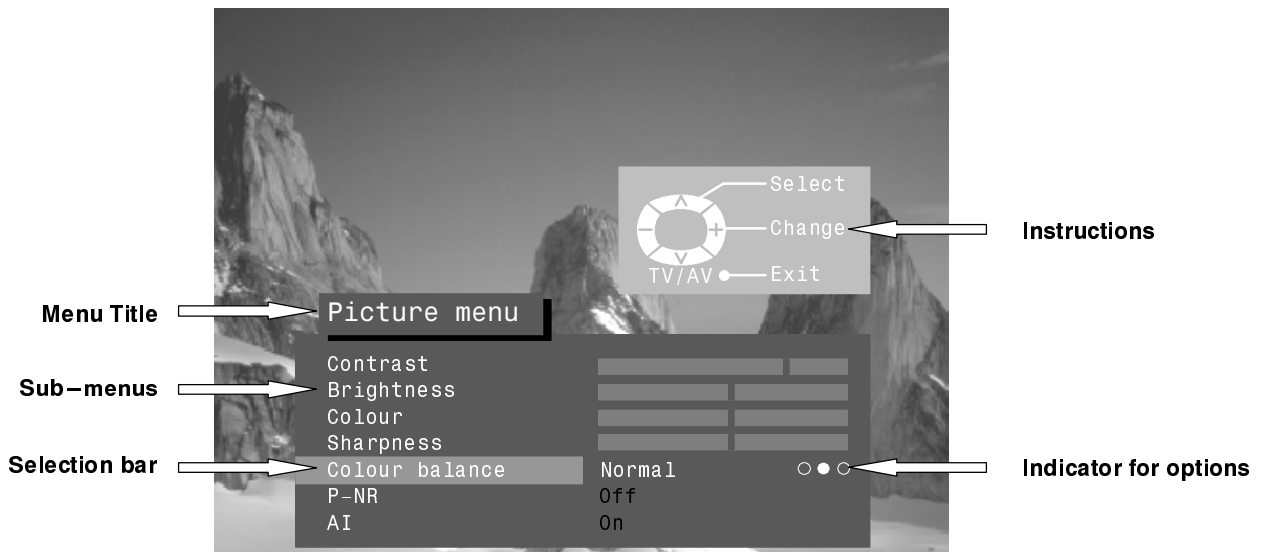 Select
Change
Instructions
TV/AV Exit
Menu Title
Picture menu
Contrast
Sub-menus
Brightness
Colour
Sharpness
Selection bar
Colour balance Normal
Indicator for options
P-NR Off
AI On